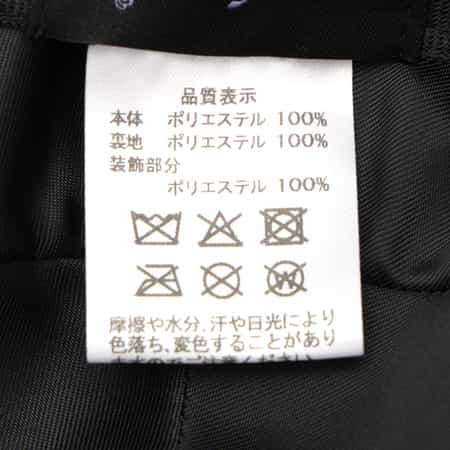 品質表示
本体 ポリエステル 100%
裏地 ポリエステル 100%
装飾部分
ポリエステル 100%
W
摩擦や水分、汗や日光により
色落ち、変色することがあり